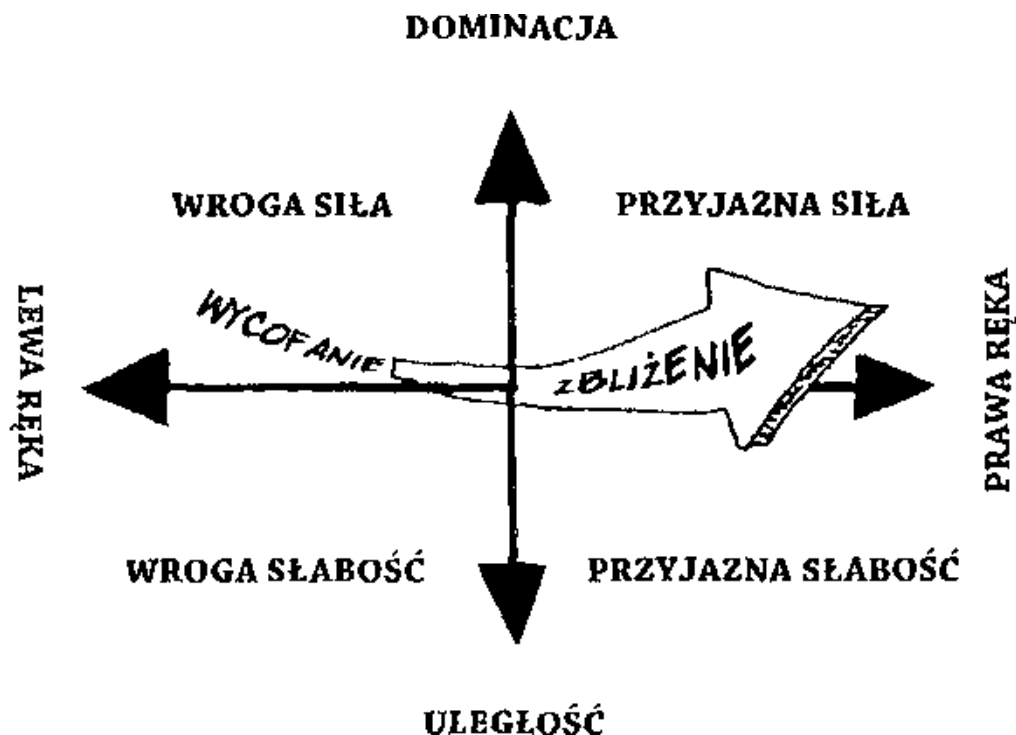 DOMINACJA
WROGA SIŁA
PRZYJAZNA SIŁA
LEWA RĘKA
WYCOFANIE
ZBLIŻENIE
PRAWA RĘKA
WROGA SŁABOŚĆ
PRZYJAZNA SŁABOŚĆ
ULEGŁOŚĆ